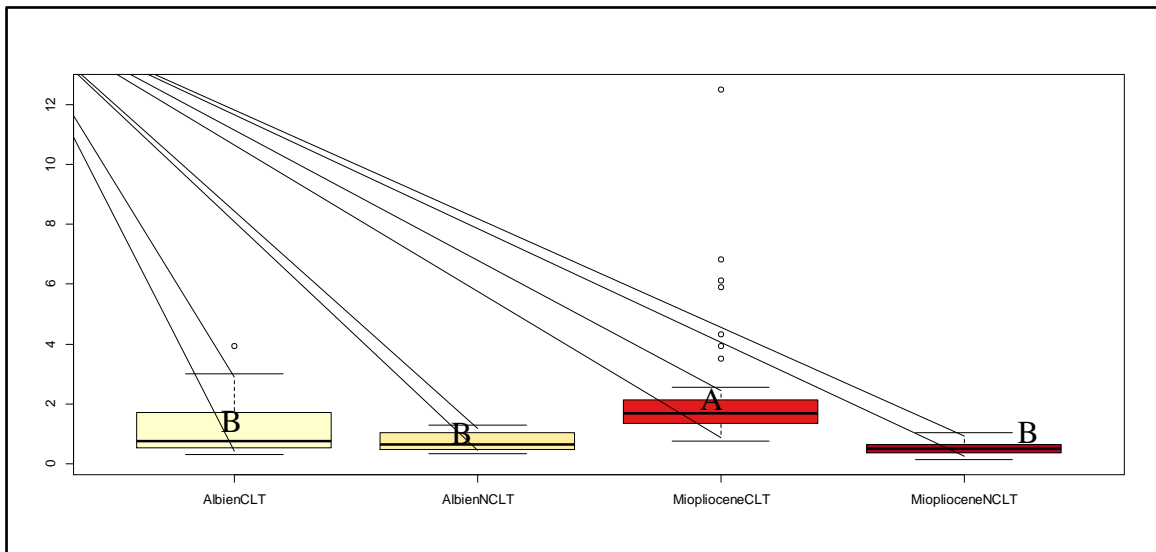 12
10
8
6
4
2
0
B
B
A
B
AlbienCLT
AlbienNCLT
MioplioceneCLT
MioplioceneNCLT